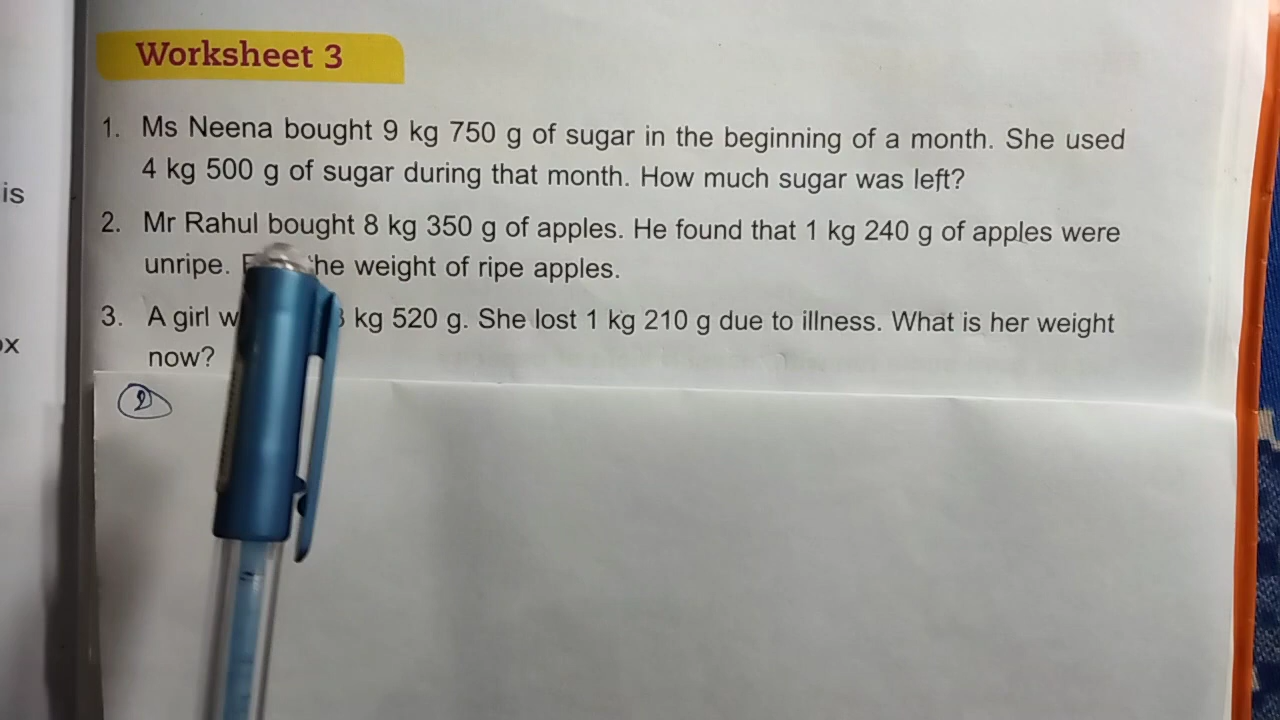 Worksheet 3
1. Ms Neena bought 9 kg 750 g of sugar in the beginning of a month. She used
4 kg 500 g of sugar during that month. How much sugar was left?
2. Mr Rahul bought 8 kg 350 g of apples. He found that 1 kg 240 g of apples were
is
unripe. the weight of ripe apples.
3. A girl kg 520 g. She lost 1 kg 210 g due to illness. What is her weight
now?
2